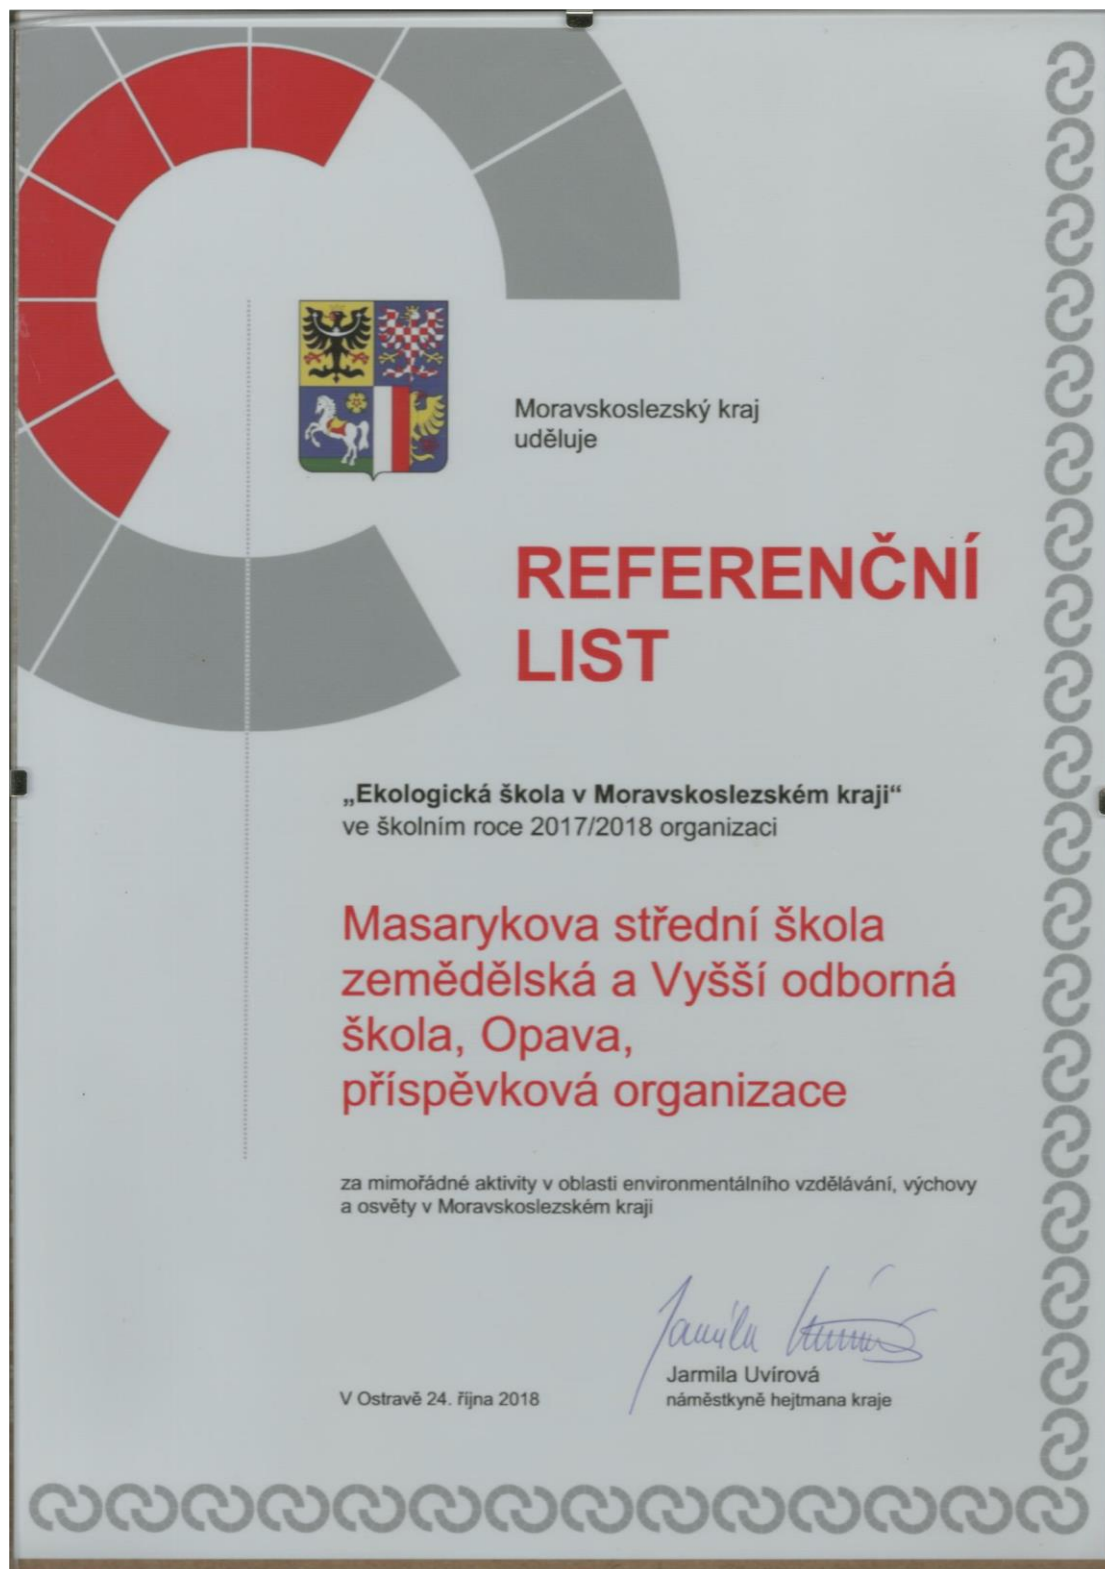 Moravskoslezský kraj
uděluje
REFERENČNÍ
LIST
„Ekologická škola v Moravskoslezském kraji“
ve školním roce 2017/2018 organizaci
Masarykova střední škola
zemědělská a Vyšší odborná
škola, Opava,
příspěvková organizace
za mimořádné aktivity v oblasti environmentálního vzdělávání, výchovy
a osvěty v Moravskoslezském kraji
Jarmila Uvírová
V Ostravě 24. října 2018
náměstkyně hejtmana kraje